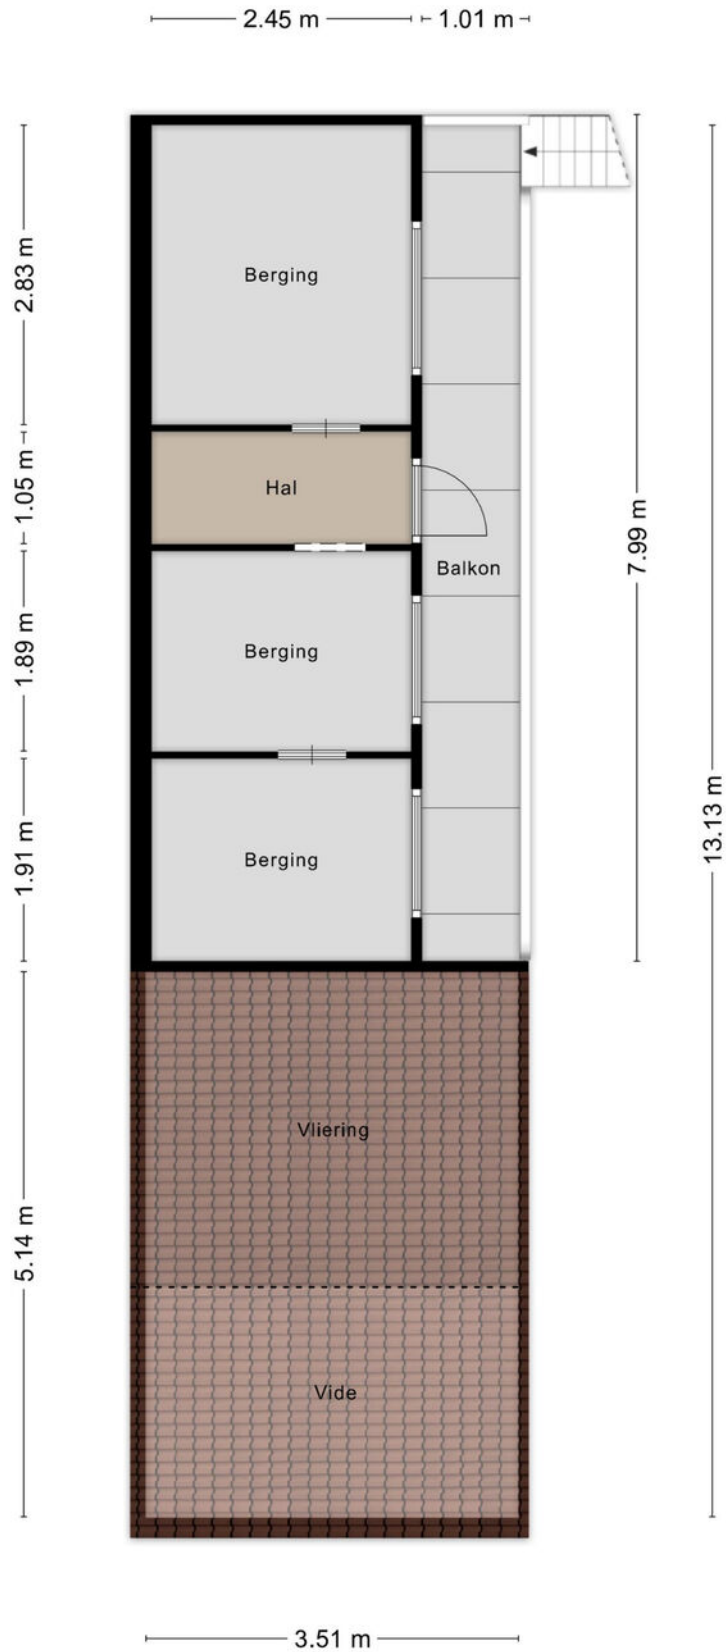 2.45 m
1.01 m
2.83 m
Berging
1.05 m
Hal
7.99 m
Balkon
1.89 m
Berging
13.13 m
1.91 m
Berging
Vliering
5.14 m
Vide
3.51 m